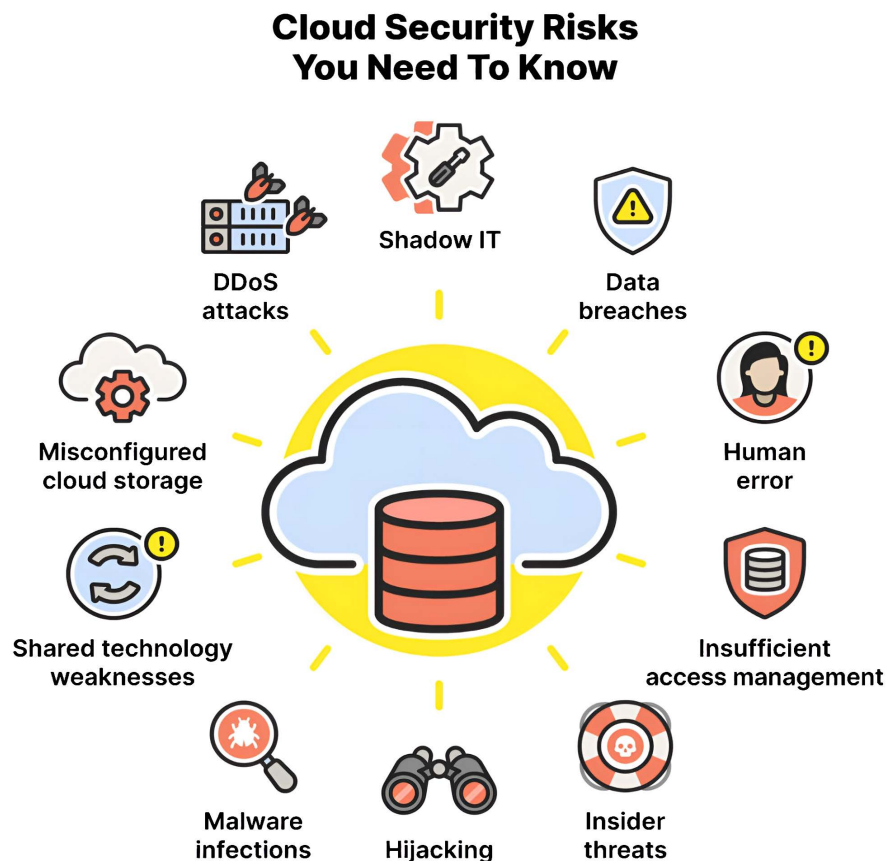 Cloud Security Risks
You Need To Know
Shadow IT
DDoS
attacks
Data
breaches
Misconfigured
cloud storage
Human
error
Shared technology
weaknesses
Insufficient
access management
Malware
infections
Hijacking
Insider
threats